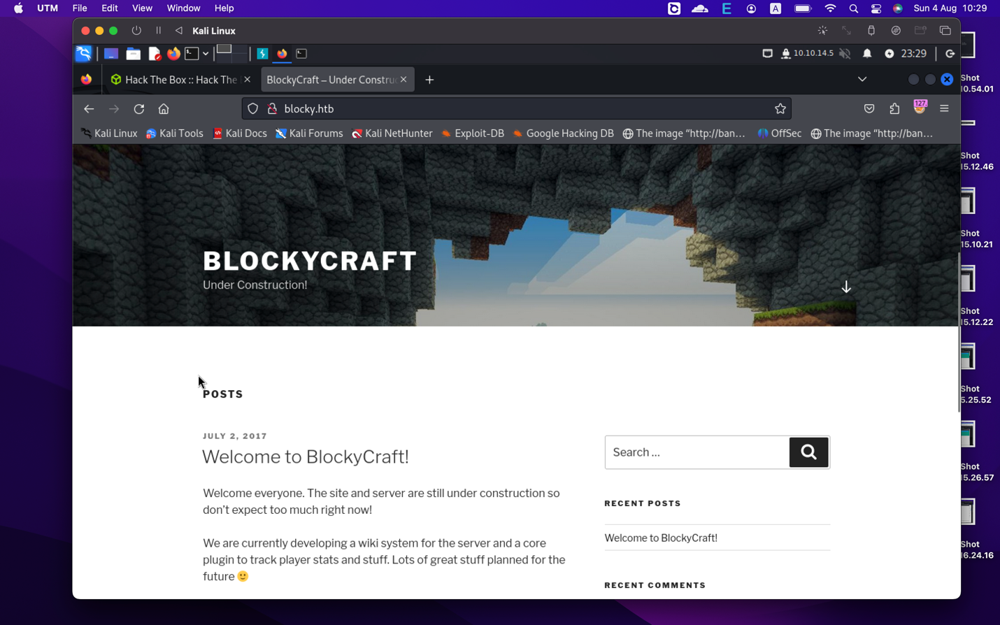 UTM File Edit View Window Help
E A Sun 4 Aug 10:29
Kali Linux
10.10.14.5 23:29
Hack The Box :: Hack The
BlockyCraft – Under Constru
blocky.htb
127.
Kali Linux Kali Tools Kali Docs Kali Forums Kali NetHunter Exploit-DB Google Hacking DB The image “http://ban… OffSec The image “http://ban…
BLOCKYCRAFT
Under Construction!
POSTS
JULY 2, 2017
Welcome to BlockyCraft!
Welcome everyone. The site and server are still under construction so
don’t expect too much right now!
We are currently developing a wiki system for the server and a core
plugin to track player stats and stuff. Lots of great stuff planned for the
future 🙂
Search …
RECENT POSTS
Welcome to BlockyCraft!
RECENT COMMENTS
Shot
10.54.01
Shot
15.12.46
Shot
15.10.21
Shot
15.12.22
Shot
5.25.52
Shot
15.26.57
Shot
16.24.16